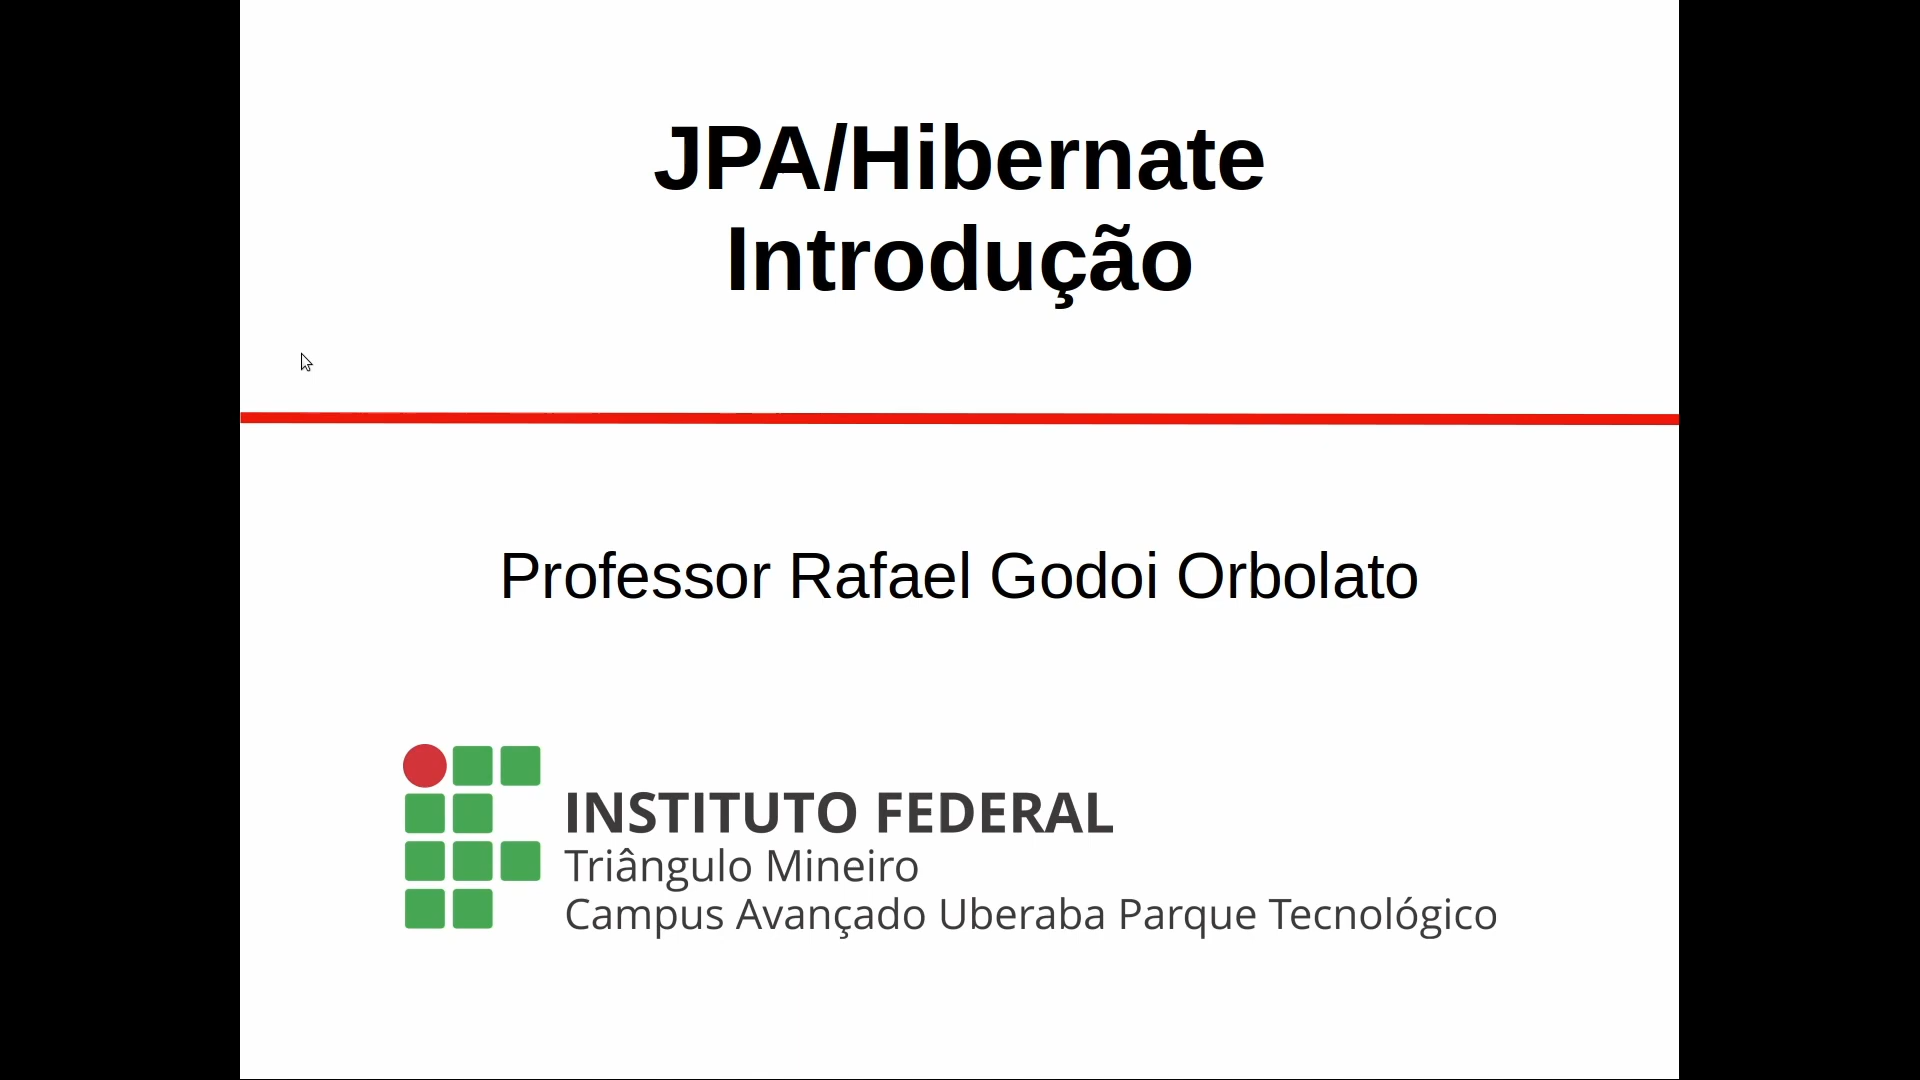 JPA/Hibernate
Introdução
Professor Rafael Godoi Orbolato
INSTITUTO FEDERAL
Triângulo Mineiro
Campus Avançado Uberaba Parque Tecnológico